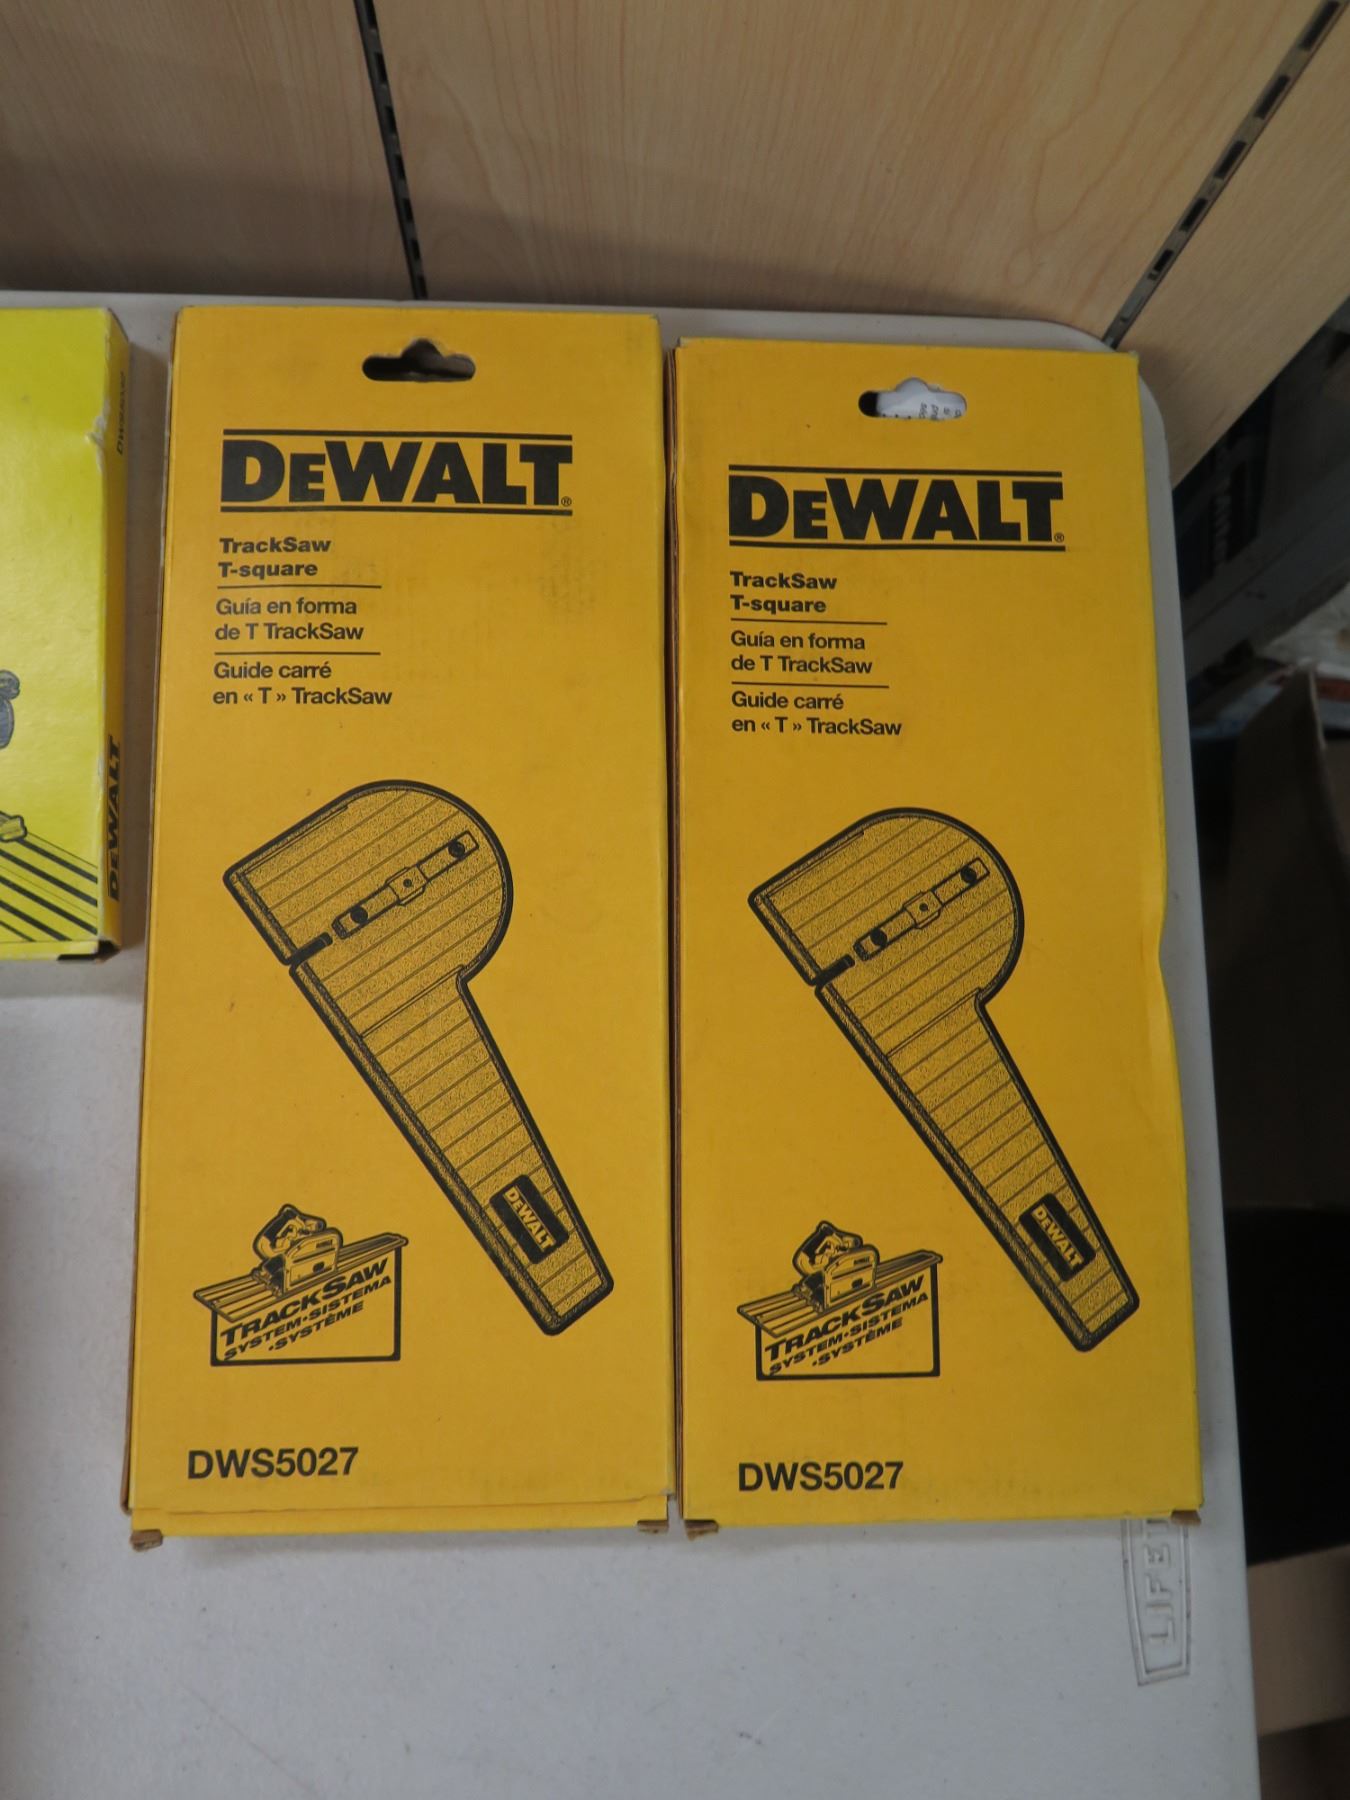 DEWALT
DEWALT®
TrackSaw
T-square
Guía en forma
de T TrackSaw
Guide carré
en « T » TrackSaw
DEWALT
TRACKSAW
SYSTEM•SISTEMA
•SYSTÈME
DWS5027
DEWALT®
TrackSaw
T-square
Guía en forma
de T TrackSaw
Guide carré
en « T » TrackSaw
DEWALT
TRACKSAW
SYSTEM•SISTEMA
•SYSTÈME
DWS5027